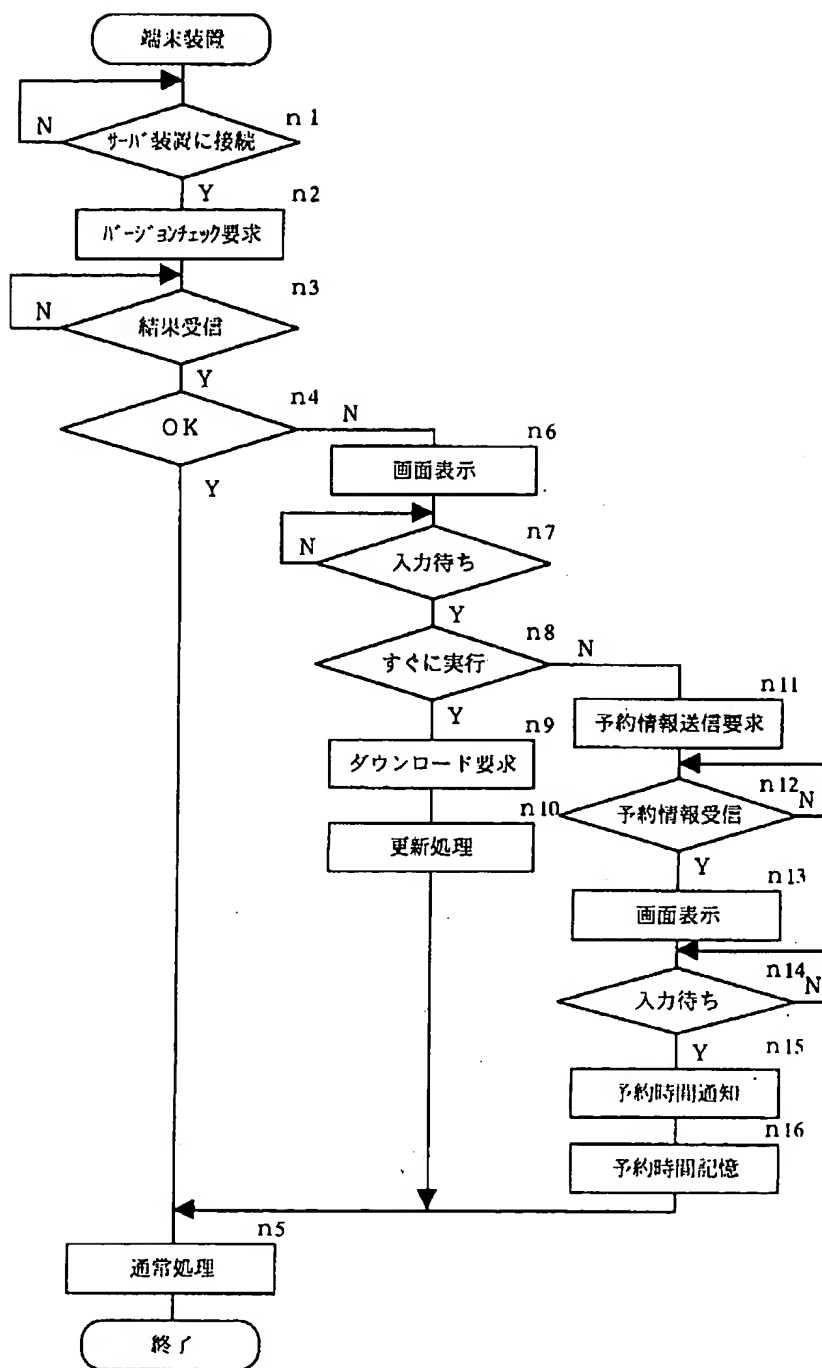 端末装置
n1
N
サーバ装置に接続
Y
n2
バージョンチェック要求
n3
N
結果受信
Y
n4
OK
N
Y
n6
画面表示
n7
N
入力待ち
Y
n8
すぐに実行
N
Y
n11
予約情報送信要求
n9
ダウンロード要求
n12
予約情報受信
N
n10
更新処理
Y
n13
画面表示
n14
入力待ち
N
Y
n15
予約時間通知
n16
予約時間記憶
n5
通常処理
終了